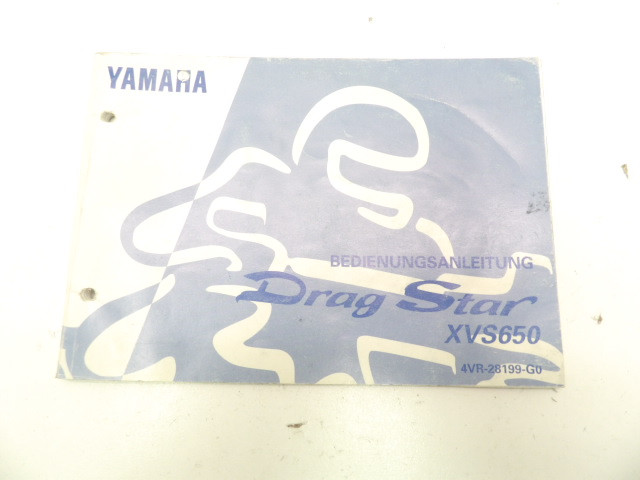 YAMAHA
BEDIENUNGSANLEITUNG
Drag Star
XVS650
4VR-28199-G0